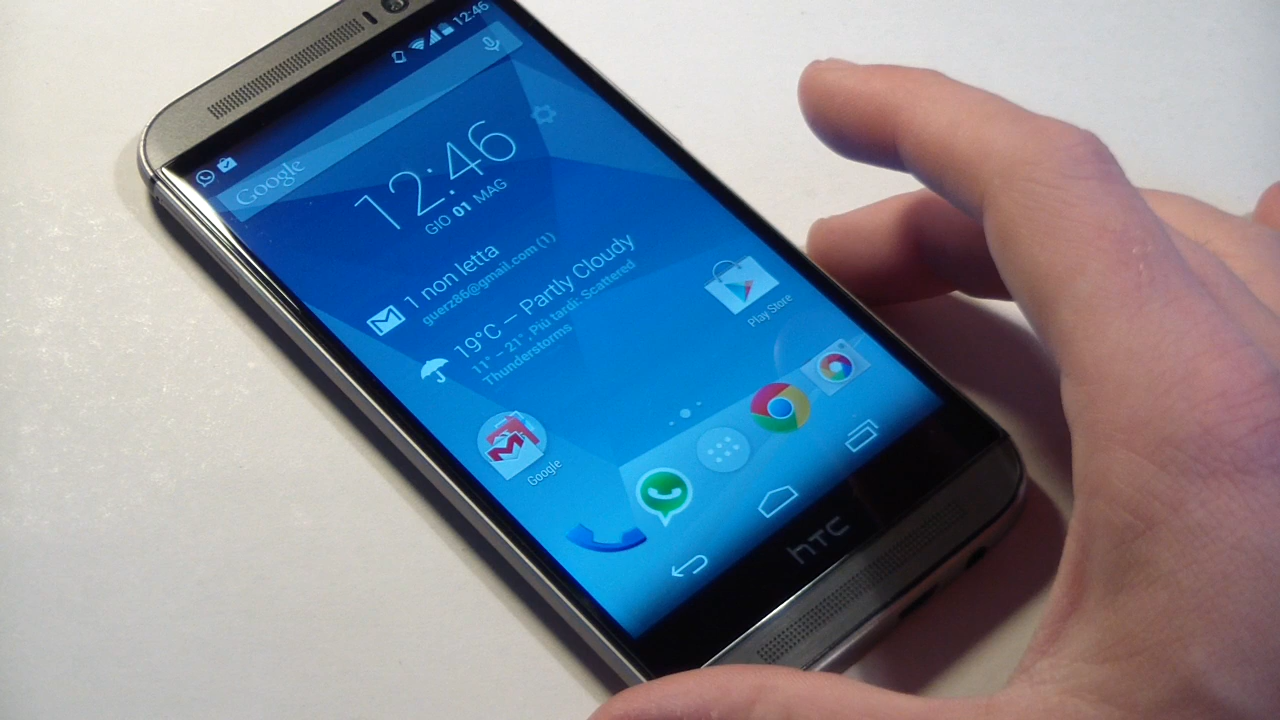 12:46
Google
12:46
GIO 01 MAG
1 non letta
guerz86@gmail.com (1)
19°C – Partly Cloudy
11° – 21°, Più tardi: Scattered
Thunderstorms
Play Store
Google
hTC